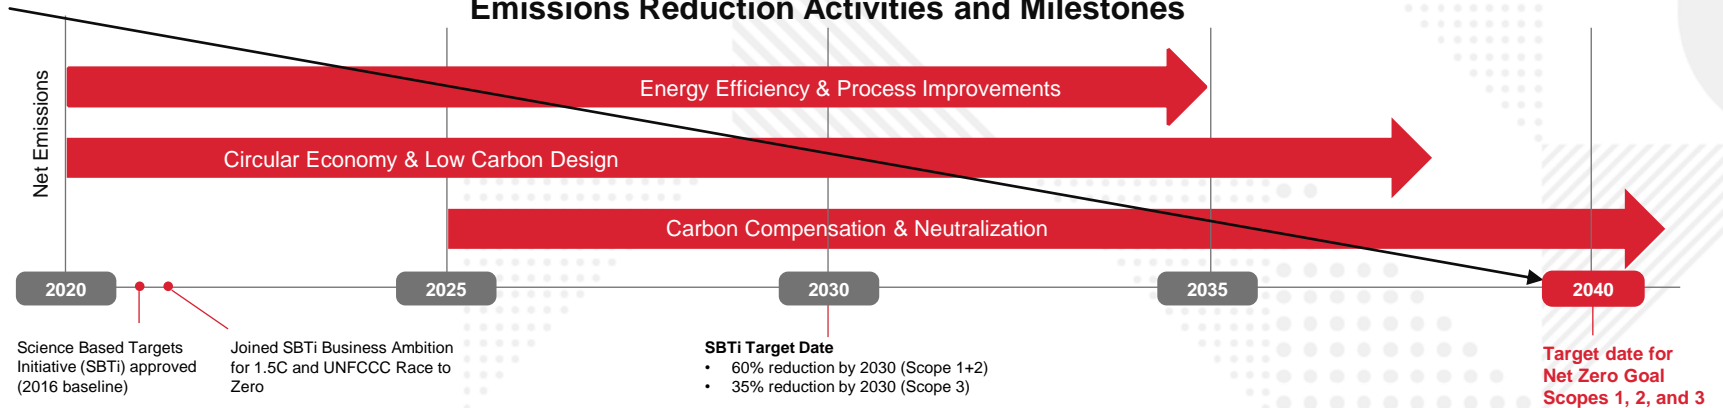 Emissions Reduction Activities and Milestones
Net Emissions
Energy Efficiency & Process Improvements
Circular Economy & Low Carbon Design
Carbon Compensation & Neutralization
2020
2025
2030
2035
2040
Science Based Targets
Initiative (SBTi) approved
(2016 baseline)
Joined SBTi Business Ambition
for 1.5C and UNFCCC Race to
Zero
SBTi Target Date
• 60% reduction by 2030 (Scope 1+2)
• 35% reduction by 2030 (Scope 3)
Target date for
Net Zero Goal
Scopes 1, 2, and 3